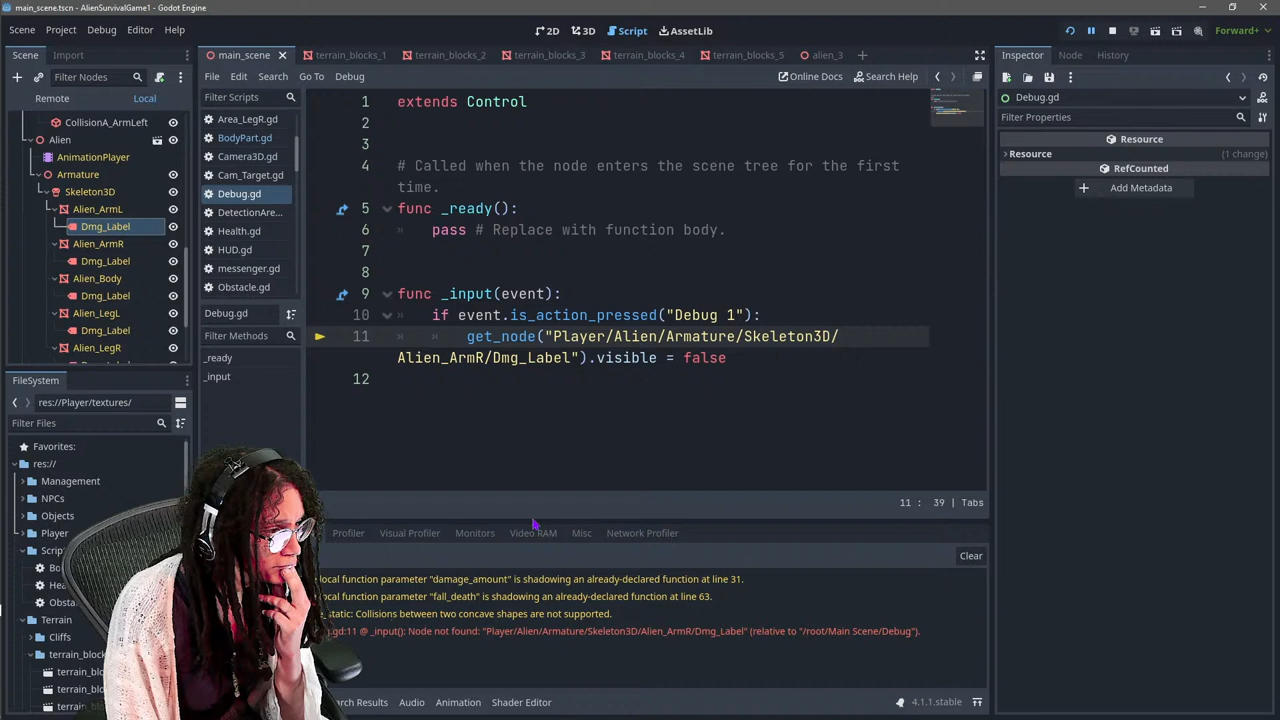 main_scene.tscn - AlienSurvivalGame1 - Godot Engine
Scene Project Debug Editor Help
2D 3D Script AssetLib
Forward+
Scene Import
main_scene terrain_blocks_1 terrain_blocks_2 terrain_blocks_3 terrain_blocks_4 terrain_blocks_5 alien_3
Inspector Node History
Filter Nodes
File Edit Search Go To Debug
Online Docs Search Help
Remote Local
Filter Scripts
Debug.gd
Filter Properties
Resource
Resource (1 change)
RefCounted
Add Metadata
CollisionA_ArmLeft
Alien
AnimationPlayer
Armature
Skeleton3D
Alien_ArmL
Dmg_Label
Alien_ArmR
Dmg_Label
Alien_Body
Dmg_Label
Alien_LegL
Dmg_Label
Alien_LegR
Area_LegR.gd
BodyPart.gd
Camera3D.gd
Cam_Target.gd
Debug.gd
DetectionArea...
Health.gd
HUD.gd
messenger.gd
Obstacle.gd
Debug.gd
Filter Methods
_ready
_input
1 extends Control
2
3
4 # Called when the node enters the scene tree for the first
time.
5 func _ready():
6 pass # Replace with function body.
7
8
9 func _input(event):
10 if event.is_action_pressed("Debug 1"):
11 get_node("Player/Alien/Armature/Skeleton3D/
Alien_ArmR/Dmg_Label").visible = false
12
11 : 39 | Tabs
FileSystem
res://Player/textures/
Filter Files
Favorites:
res://
Management
NPCs
Objects
Player
Terrain
Cliffs
Profiler Visual Profiler Monitors Video RAM Misc Network Profiler
Clear
local function parameter "damage_amount" is shadowing an already-declared function at line 31.
local function parameter "fall_death" is shadowing an already-declared function at line 63.
_static: Collisions between two concave shapes are not supported.
gd:11 @ _input(): Node not found: "Player/Alien/Armature/Skeleton3D/Alien_ArmR/Dmg_Label" (relative to "/root/Main Scene/Debug").
Results Audio Animation Shader Editor
4.1.1.stable